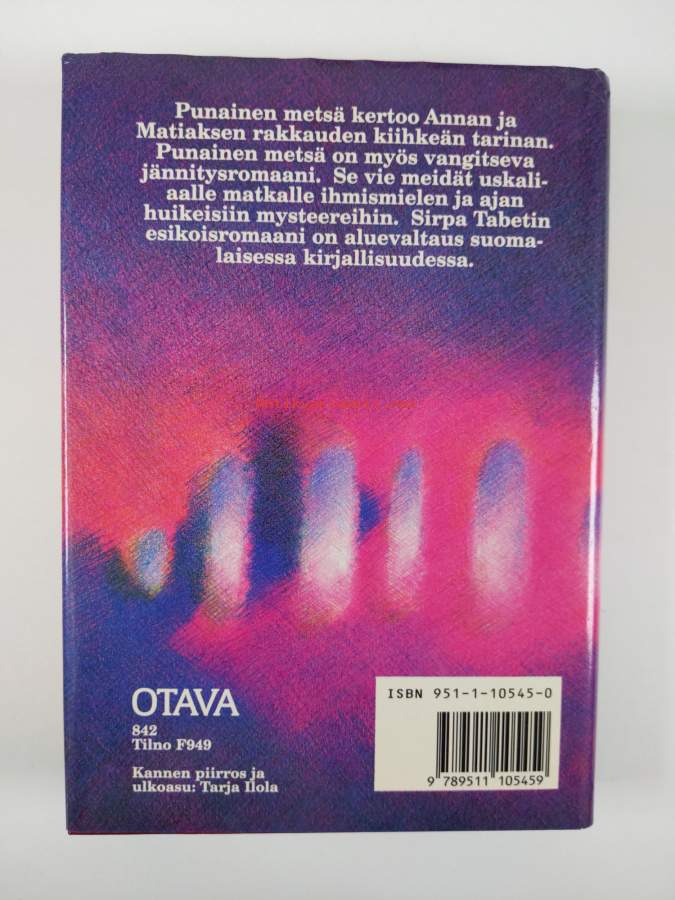 Punainen metsä kertoo Annan ja
Matiaksen rakkauden kiihkeän tarinan.
Punainen metsä on myös vangitseva
jännitysromaani. Se vie meidät uskali-
aalle matkalle ihmismielen ja ajan
huikeisiin mysteereihin. Sirpa Tabetin
esikoisromaani on aluevaltaus suoma-
laisessa kirjallisuudessa.
OTAVA
842
Tilno F949
Kannen piirros ja
ulkoasu: Tarja Ilola
ISBN 951-1-10545-0
9 789511 105459